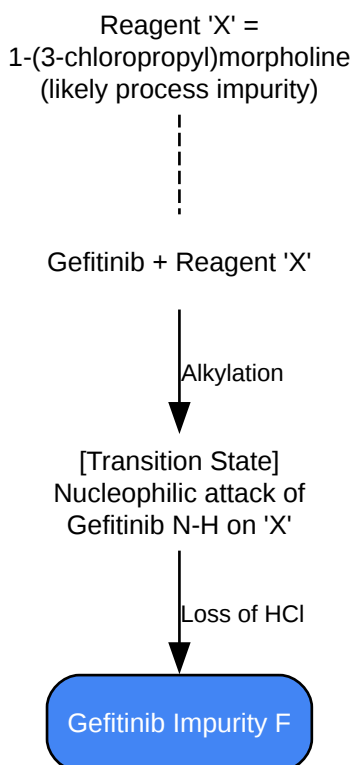 Reagent 'X' =
1-(3-chloropropyl)morpholine
(likely process impurity)
Gefitinib + Reagent 'X'
Alkylation
[Transition State]
Nucleophilic attack of
Gefitinib N-H on 'X'
Loss of HCl
Gefitinib Impurity F